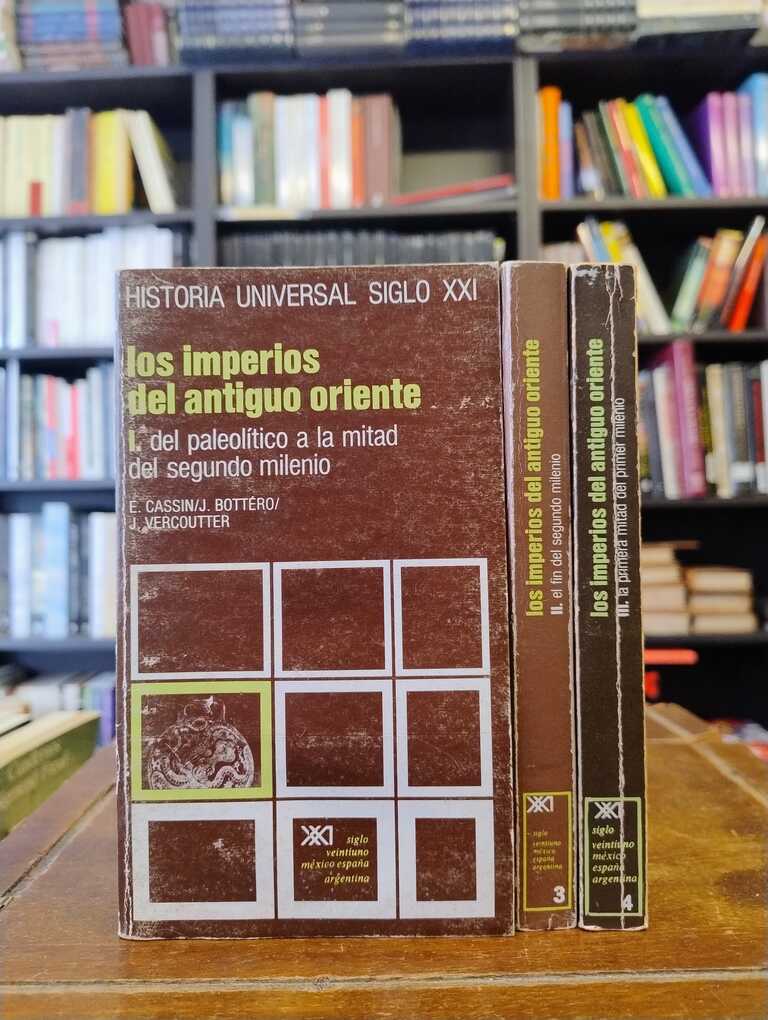 HISTORIA UNIVERSAL SIGLO XXI
los imperios
del antiguo oriente
I. del paleolítico a la mitad
del segundo milenio
E. CASSIN/J. BOTTÉRO/
J. VERCOUTTER
XXI
siglo
veintiuno
méxico españa
argentina
los imperios del antiguo oriente
II. el fin del segundo milenio
XXI
siglo
veintiuno
méxico
españa
argentina
3
los imperios del antiguo oriente
III. la primera mitad del primer milenio
XXI
siglo
veintiuno
méxico
españa
argentina
4